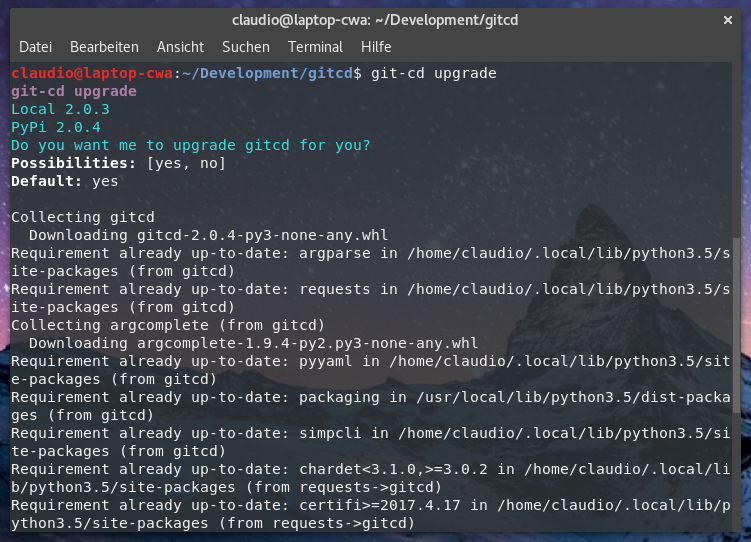 claudio@laptop-cwa: ~/Development/gitcd
×
Datei Bearbeiten Ansicht Suchen Terminal Hilfe
claudio@laptop-cwa:~/Development/gitcd$ git-cd upgrade
git-cd upgrade
Local 2.0.3
PyPi 2.0.4
Do you want me to upgrade gitcd for you?
Possibilities: [yes, no]
Default: yes
Collecting gitcd
  Downloading gitcd-2.0.4-py3-none-any.whl
Requirement already up-to-date: argparse in /home/claudio/.local/lib/python3.5/s
ite-packages (from gitcd)
Requirement already up-to-date: requests in /home/claudio/.local/lib/python3.5/s
ite-packages (from gitcd)
Collecting argcomplete (from gitcd)
  Downloading argcomplete-1.9.4-py2.py3-none-any.whl
Requirement already up-to-date: pyyaml in /home/claudio/.local/lib/python3.5/sit
e-packages (from gitcd)
Requirement already up-to-date: packaging in /usr/local/lib/python3.5/dist-packa
ges (from gitcd)
Requirement already up-to-date: simpcli in /home/claudio/.local/lib/python3.5/si
te-packages (from gitcd)
Requirement already up-to-date: chardet<3.1.0,>=3.0.2 in /home/claudio/.local/li
b/python3.5/site-packages (from requests->gitcd)
Requirement already up-to-date: certifi>=2017.4.17 in /home/claudio/.local/lib/p
ython3.5/site-packages (from requests->gitcd)